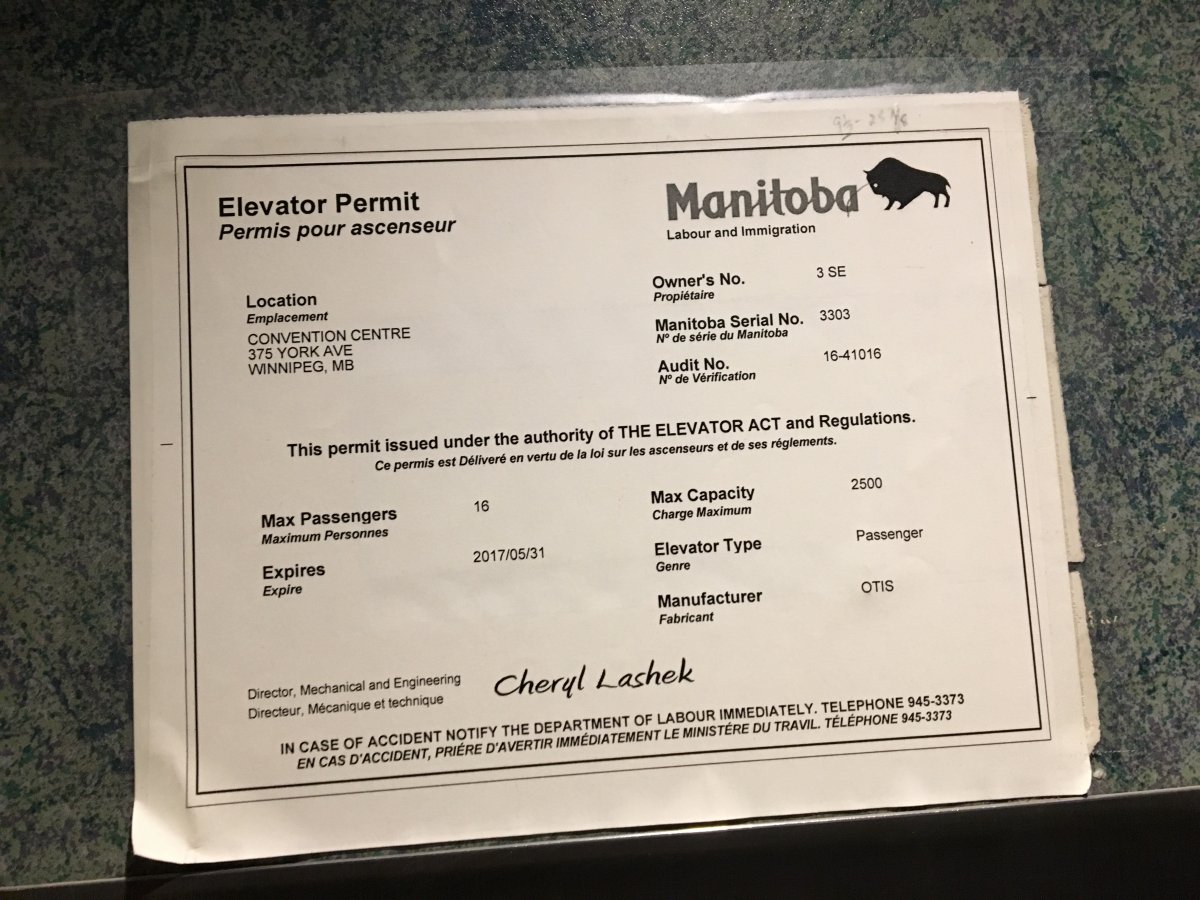 Elevator Permit
Permis pour ascenseur
Manitoba
Labour and Immigration
Location
Emplacement
CONVENTION CENTRE
375 YORK AVE
WINNIPEG, MB
Owner's No. 3 SE
Propiétaire
Manitoba Serial No. 3303
Nº de série du Manitoba
Audit No. 16-41016
Nº de Vérification
This permit issued under the authority of THE ELEVATOR ACT and Regulations.
Ce permis est Déliveré en vertu de la loi sur les ascenseurs et de ses réglements.
Max Passengers 16
Maximum Personnes
Expires 2017/05/31
Expire
Max Capacity 2500
Charge Maximum
Elevator Type Passenger
Genre
Manufacturer OTIS
Fabricant
Director, Mechanical and Engineering
Directeur, Mécanique et technique
Cheryl Lashek
IN CASE OF ACCIDENT NOTIFY THE DEPARTMENT OF LABOUR IMMEDIATELY. TELEPHONE 945-3373
EN CAS D'ACCIDENT, PRIÉRE D'AVERTIR IMMÉDIATEMENT LE MINISTÉRE DU TRAVIL. TÉLÉPHONE 945-3373